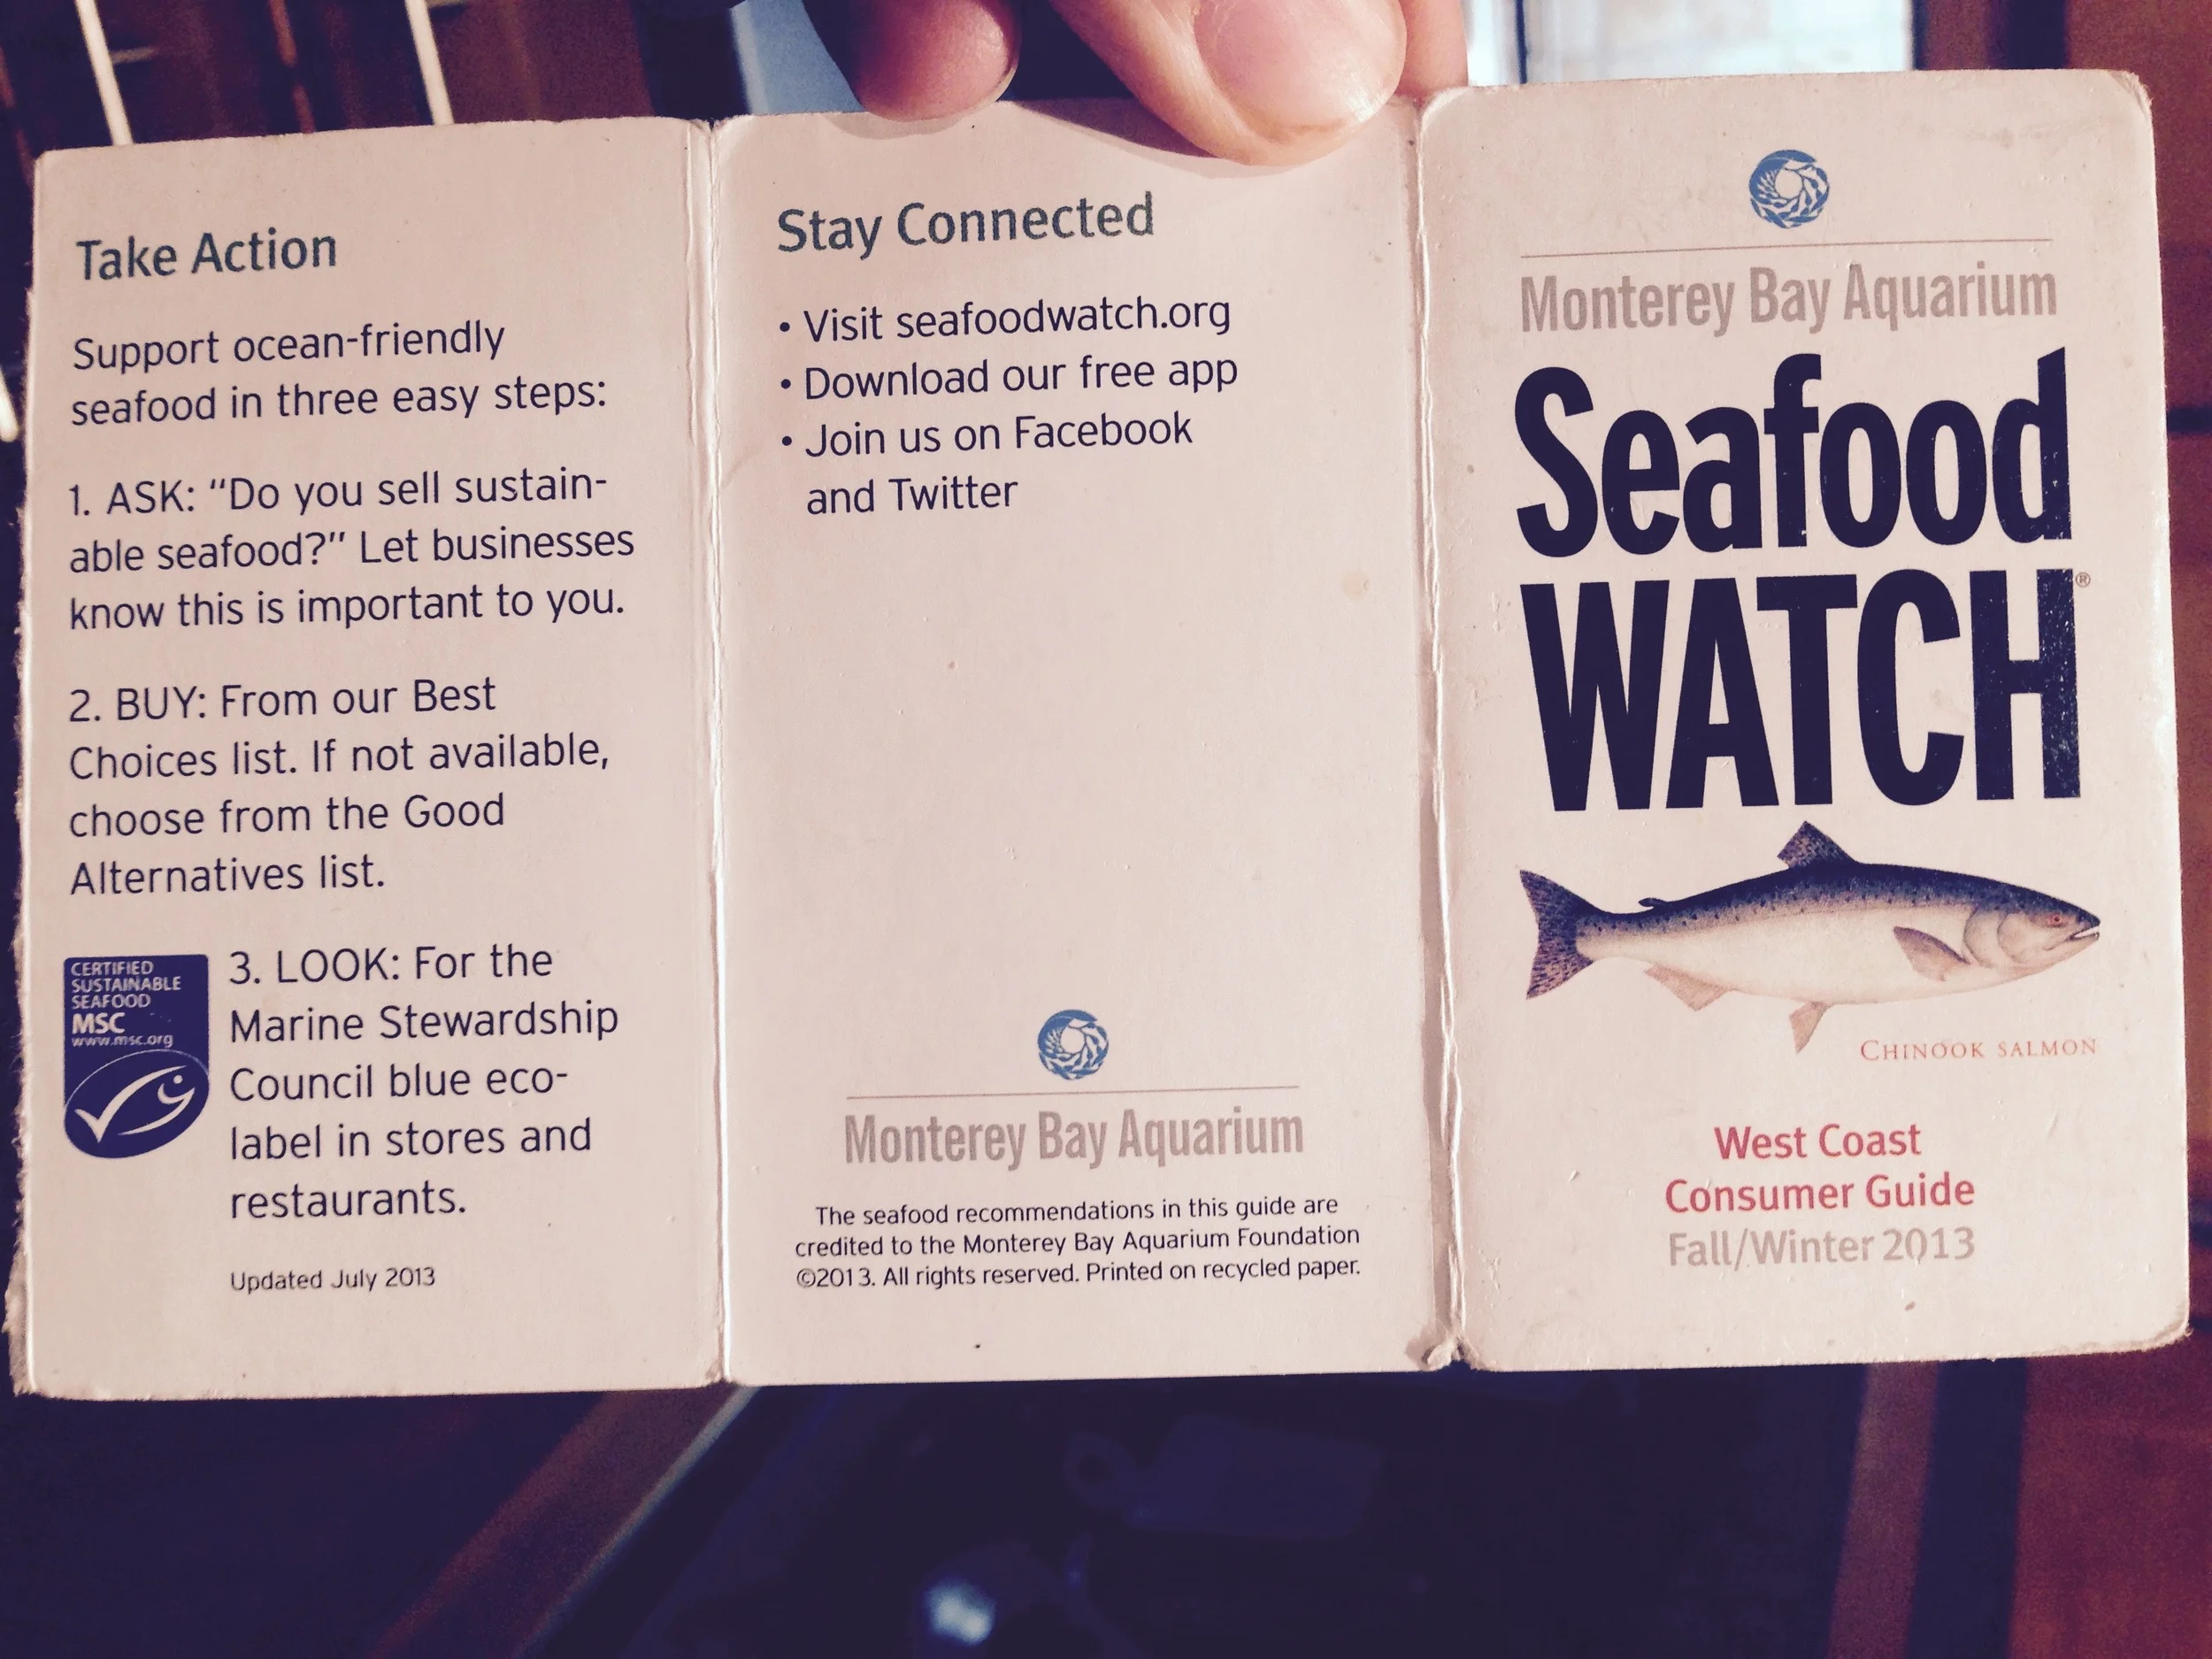 Take Action
Support ocean-friendly
seafood in three easy steps:
1. ASK: “Do you sell sustain-
able seafood?” Let businesses
know this is important to you.
2. BUY: From our Best
Choices list. If not available,
choose from the Good
Alternatives list.
CERTIFIED
SUSTAINABLE
SEAFOOD
MSC
www.msc.org
3. LOOK: For the
Marine Stewardship
Council blue eco-
label in stores and
restaurants.
Updated July 2013
Stay Connected
• Visit seafoodwatch.org
• Download our free app
• Join us on Facebook
and Twitter
Monterey Bay Aquarium
The seafood recommendations in this guide are
credited to the Monterey Bay Aquarium Foundation
©2013. All rights reserved. Printed on recycled paper.
Monterey Bay Aquarium
Seafood
WATCH®
CHINOOK SALMON
West Coast
Consumer Guide
Fall/Winter 2013